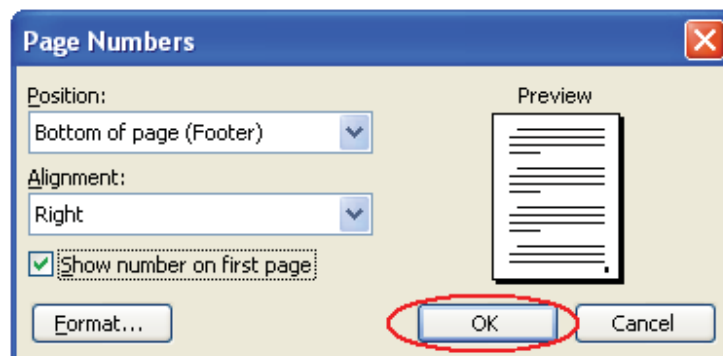 Page Numbers
Position:
Preview
Bottom of page (Footer)
Alignment:
Right
Show number on first page
Format...
OK
Cancel